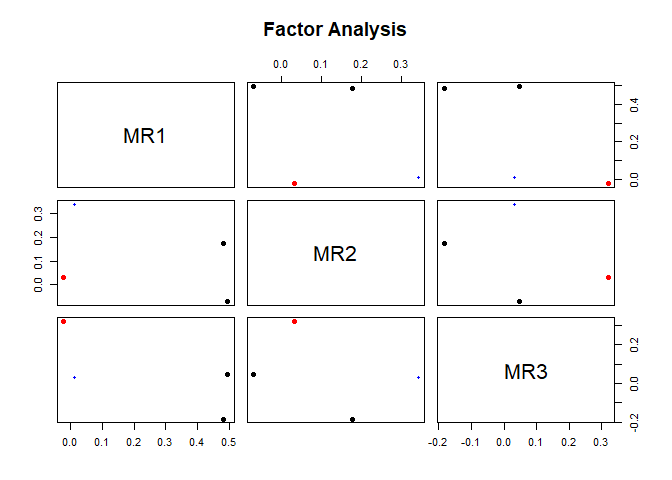 Factor Analysis
0.0 0.1 0.2 0.3
MR1
0.0 0.2 0.4
0.0 0.1 0.2 0.3
MR2
MR3
-0.2 0.0 0.2
0.0 0.1 0.2 0.3 0.4 0.5
-0.2 -0.1 0.0 0.1 0.2 0.3